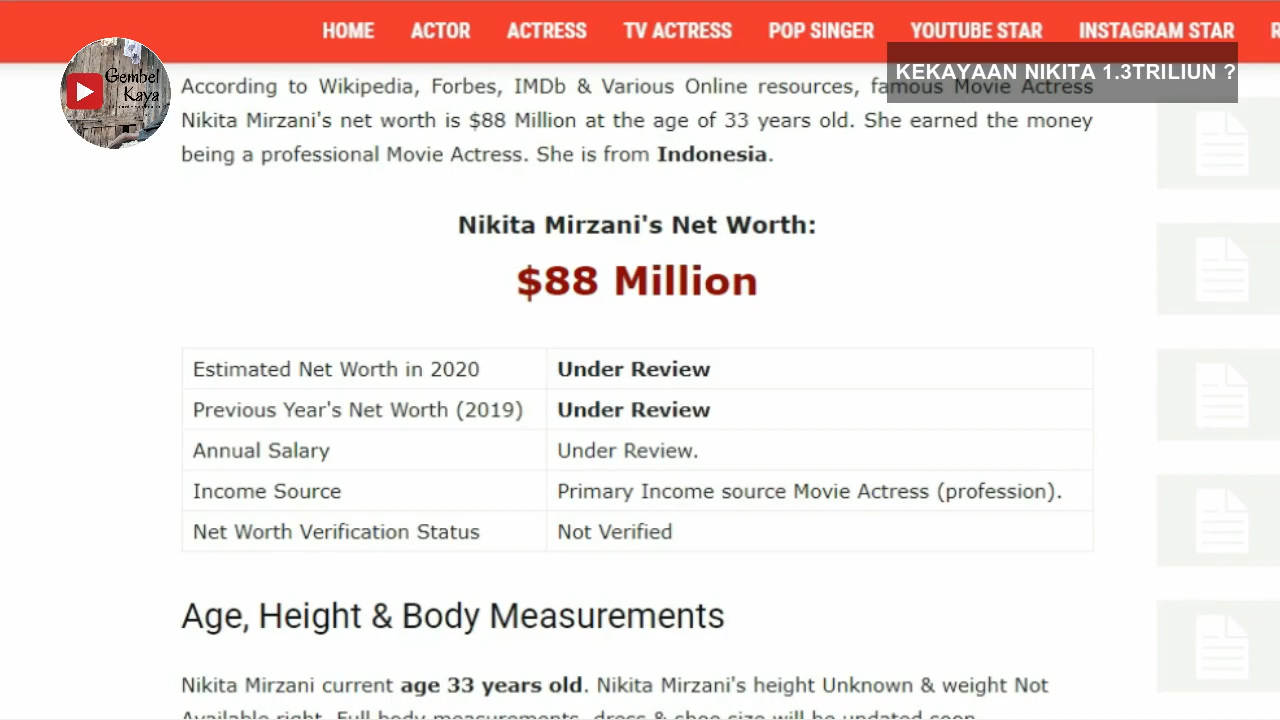 HOME ACTOR ACTRESS TV ACTRESS POP SINGER YOUTUBE STAR INSTAGRAM STAR
KEKAYAAN NIKITA 1.3TRILIUN ?
Gembel
Kaya
According to Wikipedia, Forbes, IMDb & Various Online resources, famous Movie Actress
Nikita Mirzani's net worth is $88 Million at the age of 33 years old. She earned the money
being a professional Movie Actress. She is from Indonesia.
Nikita Mirzani's Net Worth:
$88 Million
Estimated Net Worth in 2020 Under Review
Previous Year's Net Worth (2019) Under Review
Annual Salary Under Review.
Income Source Primary Income source Movie Actress (profession).
Net Worth Verification Status Not Verified
Age, Height & Body Measurements
Nikita Mirzani current age 33 years old. Nikita Mirzani's height Unknown & weight Not
Available right. Full body measurements, dress & shoe size will be updated soon.